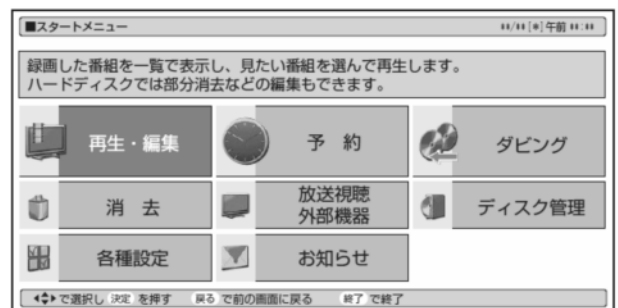 ■スタートメニュー
**/**[*]午前**:**
録画した番組を一覧で表示し、見たい番組を選んで再生します。
ハードディスクでは部分消去などの編集もできます。
再生・編集
予 約
ダビング
消 去
放送視聴
外部機器
ディスク管理
各種設定
お知らせ
で選択し 決定 を押す 戻る で前の画面に戻る 終了 で終了